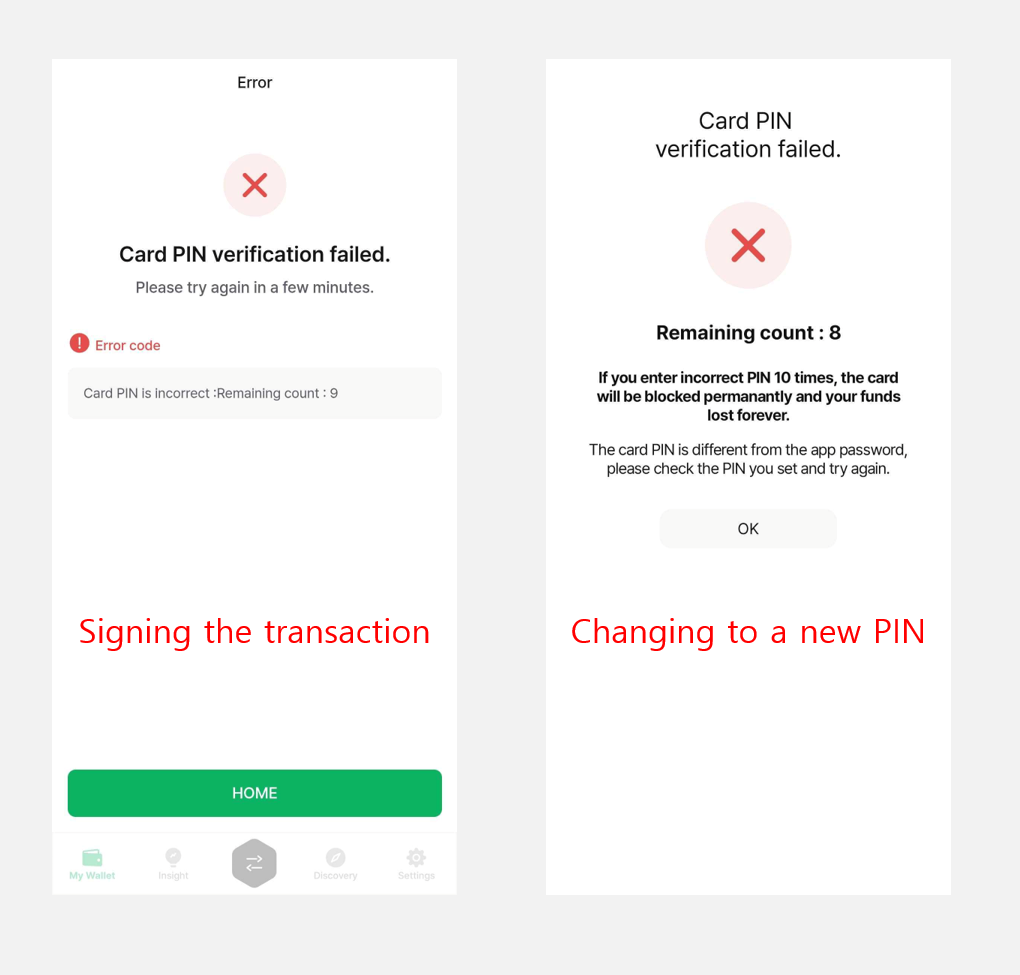 Error
Card PIN verification failed.
Please try again in a few minutes.
! Error code
Card PIN is incorrect :Remaining count : 9
Signing the transaction
HOME
My Wallet
Insight
Discovery
Settings
Card PIN
verification failed.
Remaining count : 8
If you enter incorrect PIN 10 times, the card
will be blocked permanantly and your funds
lost forever.
The card PIN is different from the app password,
please check the PIN you set and try again.
OK
Changing to a new PIN